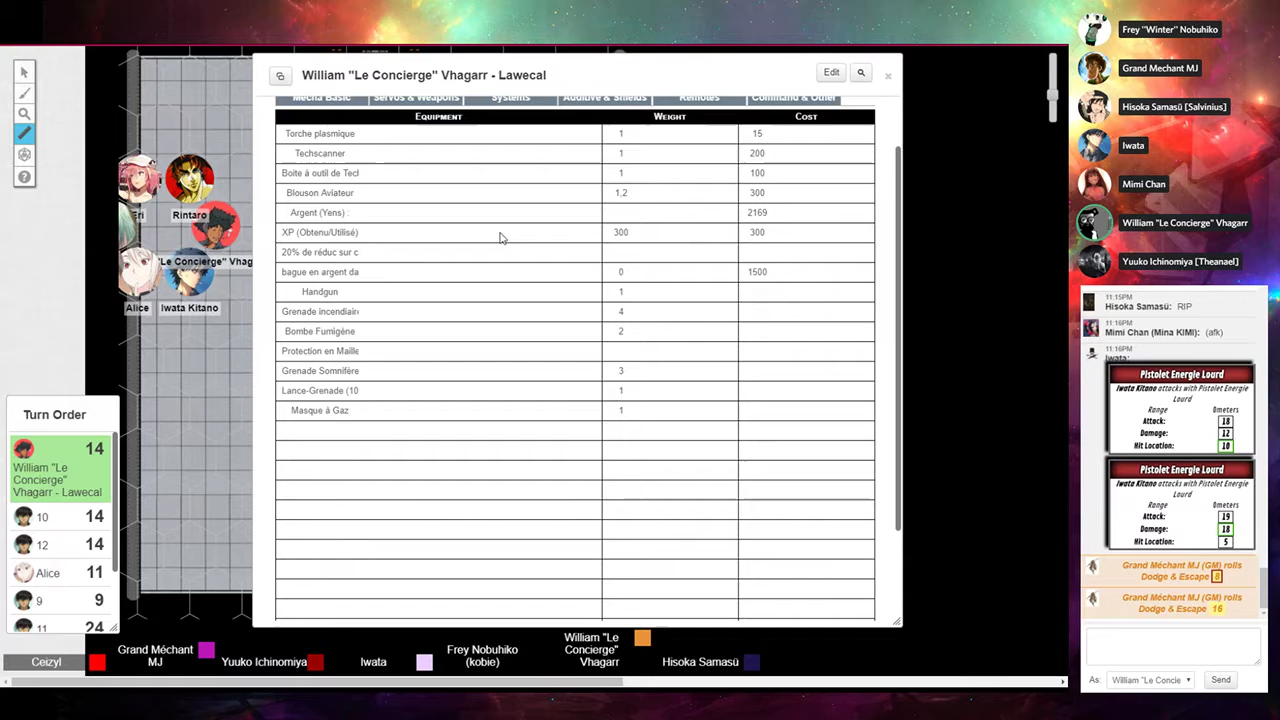 William "Le Concierge" Vhagarr - Lawecal
Edit
Mecha Basic
Servos & Weapons
Systems
Additive & Shields
Remotes
Command & Other
Equipment Weight Cost
Torche plasmique 1 15
Techscanner 1 200
Boite à outil de Tech 1 100
Blouson Aviateur 1,2 300
Argent (Yens) : 2169
XP (Obtenu/Utilisé) 300 300
20% de réduc sur c
bague en argent da 0 1500
Handgun 1
Grenade incendiaire 4
Bombe Fumigène 2
Protection en Maille
Grenade Somnifère 3
Lance-Grenade (10 1
Masque à Gaz 1
Eri
Rintaro
"Le Concierge" Vhag
Alice
Iwata Kitano
Turn Order
William "Le Concierge" Vhagarr - Lawecal 14
10 14
12 14
Alice 11
9 9
11 24
Ceizyl
Grand Méchant MJ
Yuuko Ichinomiya
Iwata
Frey Nobuhiko (kobie)
William "Le Concierge" Vhagarr
Hisoka Samasü
Frey "Winter" Nobuhiko
Grand Mechant MJ
Hisoka Samasü [Salvinius]
Iwata
Mimi Chan
William "Le Concierge" Vhagarr
Yuuko Ichinomiya [Theanael]
11:15PM
Hisoka Samasü: RIP
11:16PM
Mimi Chan (Mina KIMI): (afk)
11:16PM
Iwata:
Pistolet Energie Lourd
Iwata Kitano attacks with Pistolet Energie
Lourd
Range 0meters
Attack: 18
Damage: 12
Hit Location: 10
Pistolet Energie Lourd
Iwata Kitano attacks with Pistolet Energie
Lourd
Range 0meters
Attack: 19
Damage: 18
Hit Location: 5
Grand Méchant MJ (GM) rolls
Dodge & Escape 8
Grand Méchant MJ (GM) rolls
Dodge & Escape 16
As: William "Le Concie
Send